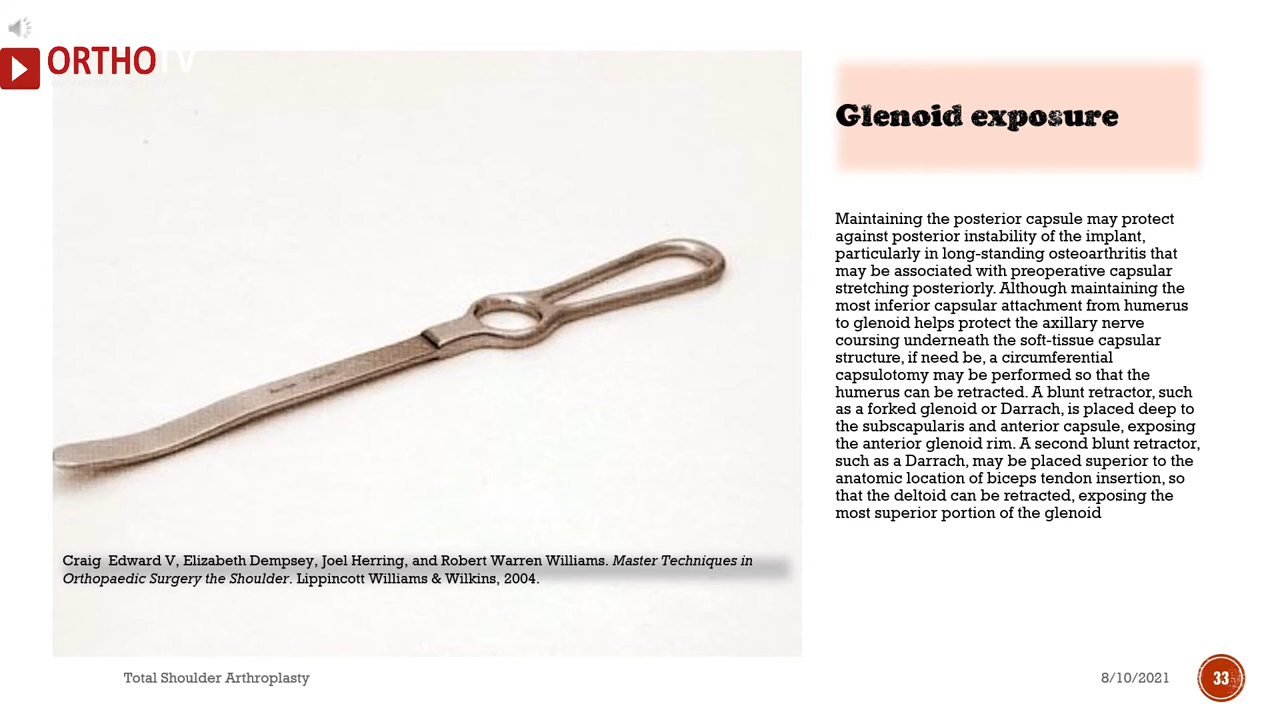 ORTHOTV
Glenoid exposure
Maintaining the posterior capsule may protect
against posterior instability of the implant,
particularly in long-standing osteoarthritis that
may be associated with preoperative capsular
stretching posteriorly. Although maintaining the
most inferior capsular attachment from humerus
to glenoid helps protect the axillary nerve
coursing underneath the soft-tissue capsular
structure, if need be, a circumferential
capsulotomy may be performed so that the
humerus can be retracted. A blunt retractor, such
as a forked glenoid or Darrach, is placed deep to
the subscapularis and anterior capsule, exposing
the anterior glenoid rim. A second blunt retractor,
such as a Darrach, may be placed superior to the
anatomic location of biceps tendon insertion, so
that the deltoid can be retracted, exposing the
most superior portion of the glenoid
Craig Edward V, Elizabeth Dempsey, Joel Herring, and Robert Warren Williams. Master Techniques in
Orthopaedic Surgery the Shoulder. Lippincott Williams & Wilkins, 2004.
Total Shoulder Arthroplasty
8/10/2021
33